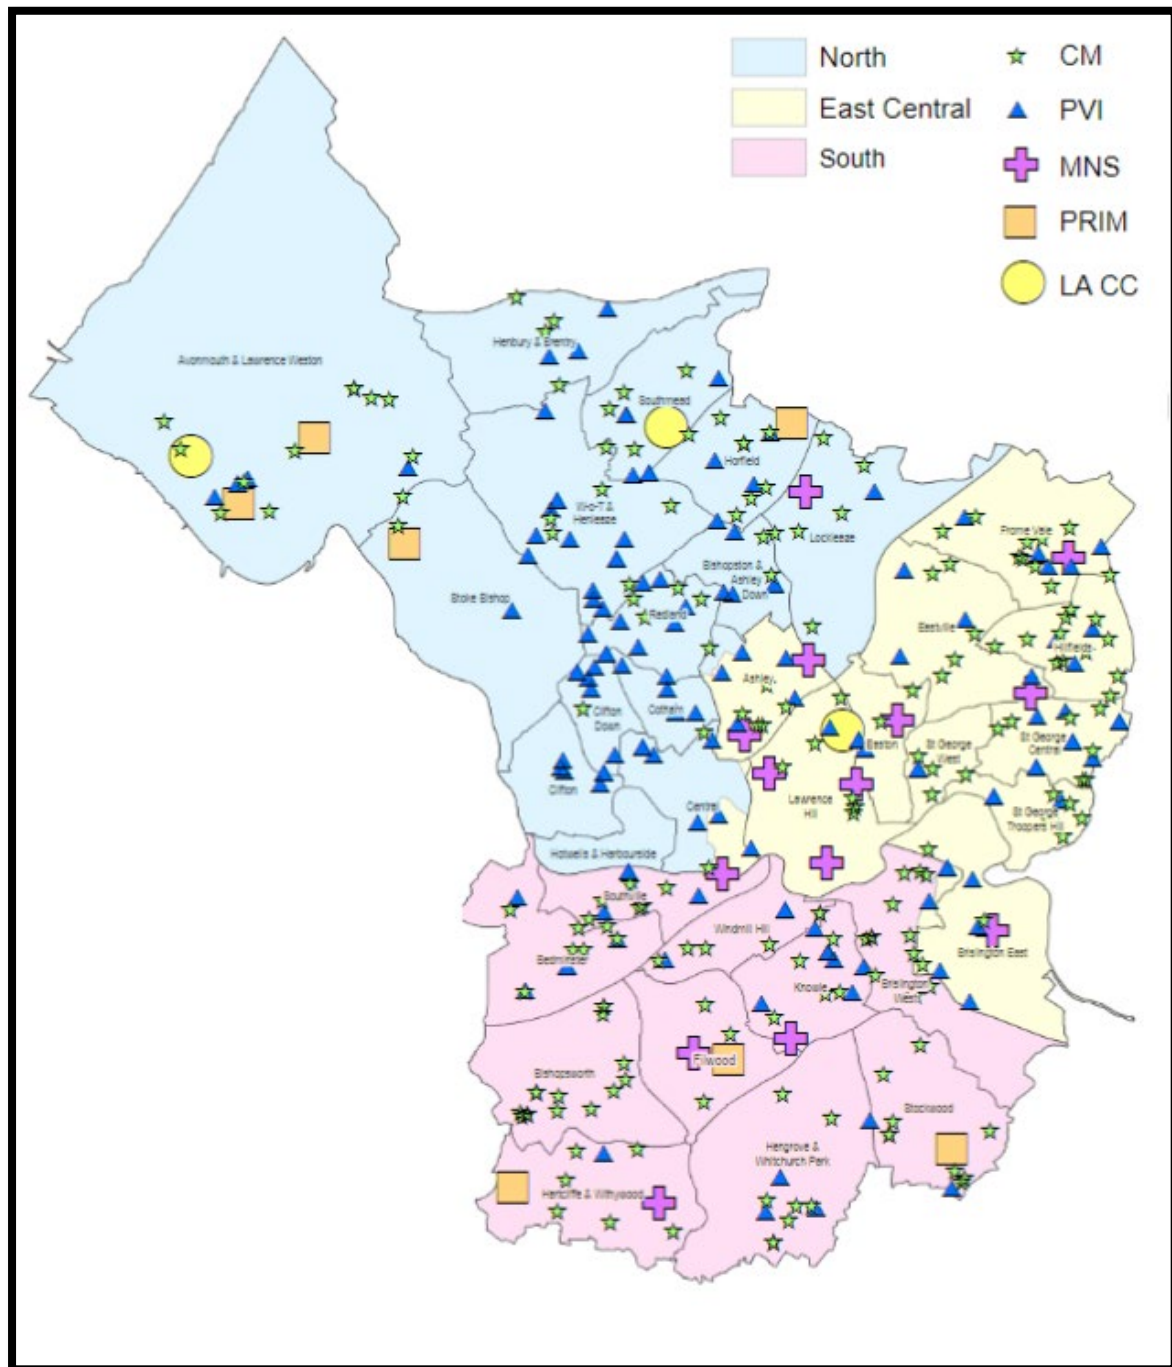 North
CM
East Central
PVI
South
MNS
PRIM
LA CC
Avonmouth & Lawrence Weston
Henbury & Brentry
Southmead
Horfield
W-o-T &
Henleaze
Lockleaze
Frome Vale
Bishopston &
Ashley
Down
Stoke Bishop
Redland
Eastville
Hillfields
Ashley
Clifton
Down
Cotham
Easton
St George
West
St George
Central
Clifton
Central
Lawrence
Hill
St George
Troopers Hill
Hotwells & Harbourside
Southville
Windmill Hill
Bedminster
Brislington East
Knowle
Brislington
West
Filwood
Bishopsworth
Stockwood
Hengrove &
Whitchurch Park
Hartcliffe & Withywood